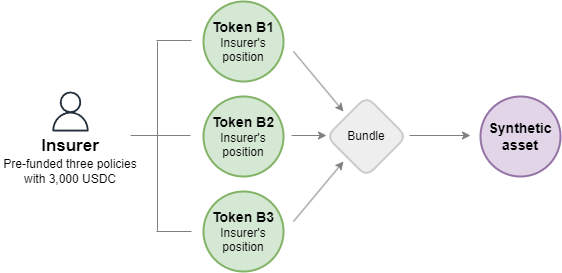 Token B1
Insurer's
position
Insurer
Pre-funded three policies
with 3,000 USDC
Token B2
Insurer's
position
Bundle
Synthetic
asset
Token B3
Insurer's
position